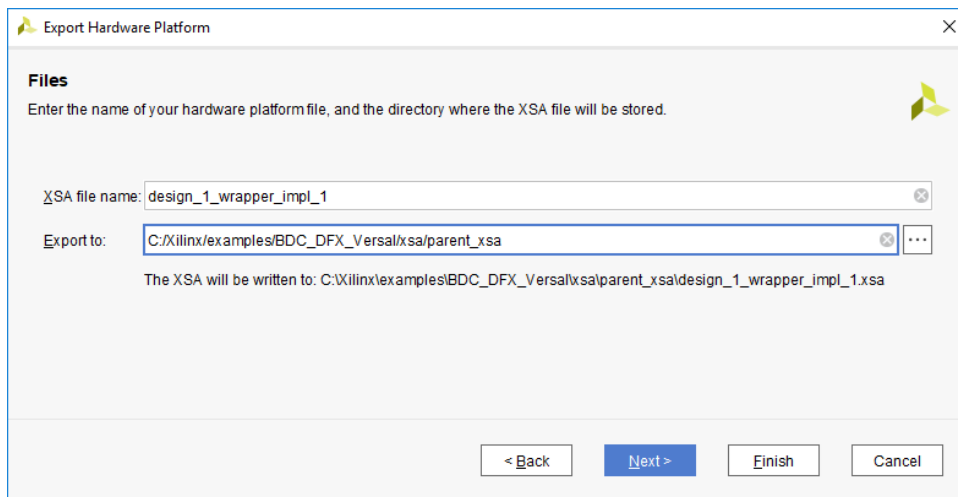 Export Hardware Platform
Files
Enter the name of your hardware platform file, and the directory where the XSA file will be stored.
XSA file name: design_1_wrapper_impl_1
Export to: C:/Xilinx/examples/BDC_DFX_Versal/xsa/parent_xsa ...
The XSA will be written to: C:\Xilinx\examples\BDC_DFX_Versal\xsa\parent_xsa\design_1_wrapper_impl_1.xsa
< Back Next > Finish Cancel